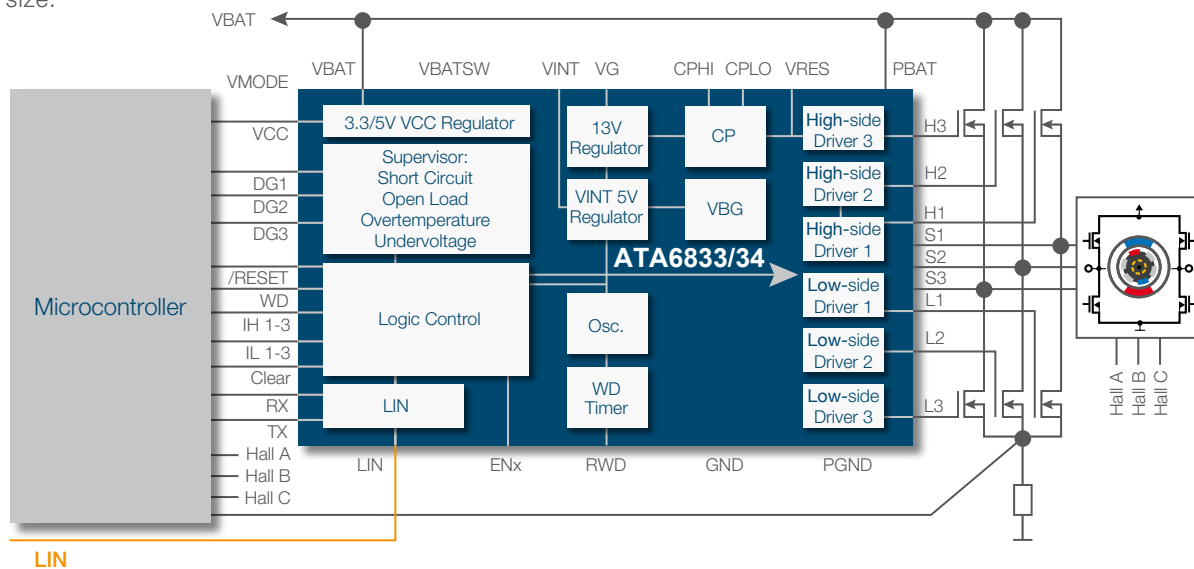 size.
VBAT
VBAT
VBATSW
VINT
VG
CPHI
CPLO
VRES
PBAT
VMODE
VCC
DG1
DG2
DG3
/RESET
WD
IH 1-3
IL 1-3
Clear
RX
TX
Hall A
Hall B
Hall C
Microcontroller
3.3/5V VCC Regulator
Supervisor:
Short Circuit
Open Load
Overtemperature
Undervoltage
Logic Control
LIN
13V
Regulator
VINT 5V
Regulator
CP
VBG
ATA6833/34
Osc.
WD
Timer
High-side
Driver 3
High-side
Driver 2
High-side
Driver 1
Low-side
Driver 1
Low-side
Driver 2
Low-side
Driver 3
H3
H2
H1
S1
S2
S3
L1
L2
L3
Hall A
Hall B
Hall C
LIN
ENx
RWD
GND
PGND
LIN